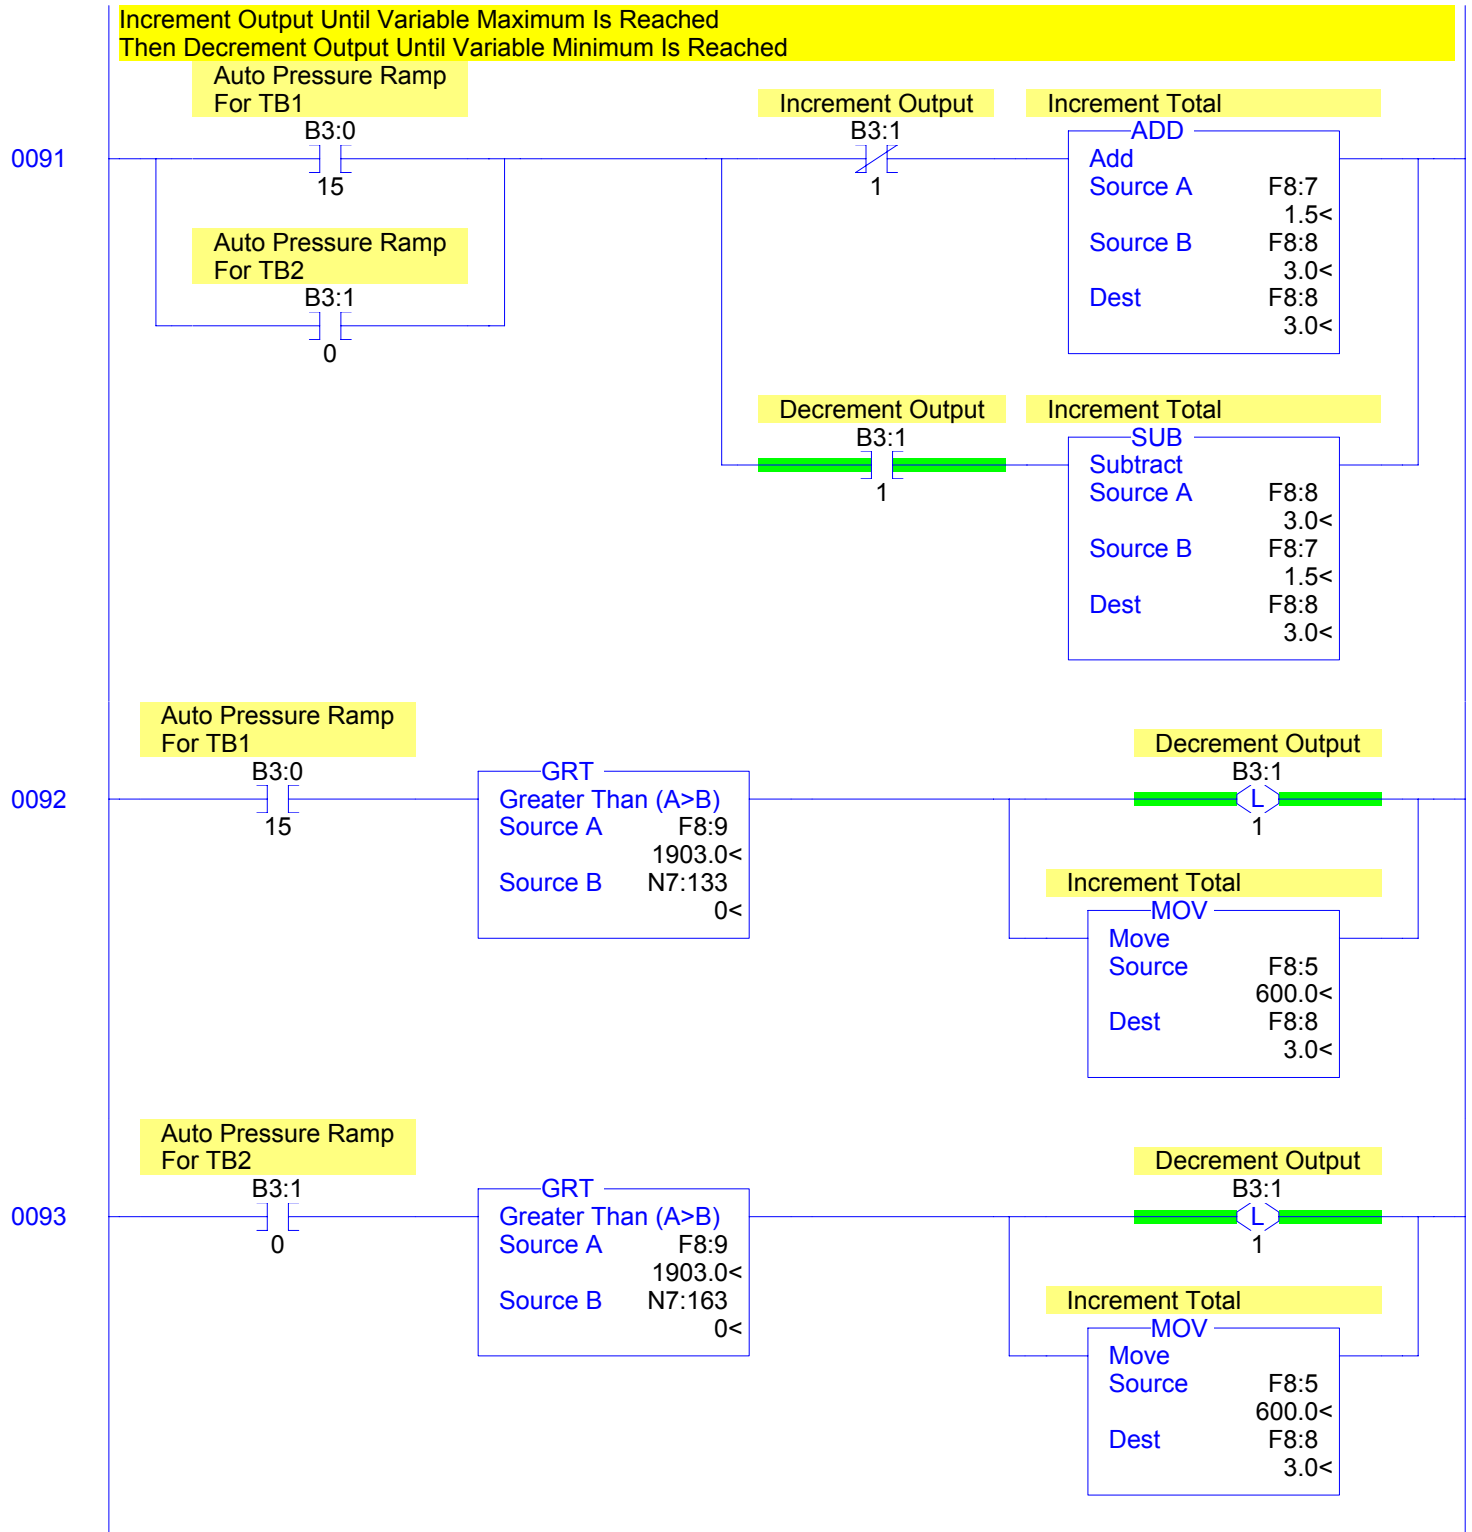 Increment Output Until Variable Maximum Is Reached
Then Decrement Output Until Variable Minimum Is Reached
0091
Auto Pressure Ramp
For TB1
B3:0
15
Auto Pressure Ramp
For TB2
B3:1
0
Increment Output
B3:1
1
Increment Total
ADD
Add
Source A F8:7
1.5<
Source B F8:8
3.0<
Dest F8:8
3.0<
Decrement Output
B3:1
1
Increment Total
SUB
Subtract
Source A F8:8
3.0<
Source B F8:7
1.5<
Dest F8:8
3.0<
0092
Auto Pressure Ramp
For TB1
B3:0
15
GRT
Greater Than (A>B)
Source A F8:9
1903.0<
Source B N7:133
0<
Decrement Output
B3:1
L
1
Increment Total
MOV
Move
Source F8:5
600.0<
Dest F8:8
3.0<
0093
Auto Pressure Ramp
For TB2
B3:1
0
GRT
Greater Than (A>B)
Source A F8:9
1903.0<
Source B N7:163
0<
Decrement Output
B3:1
L
1
Increment Total
MOV
Move
Source F8:5
600.0<
Dest F8:8
3.0<